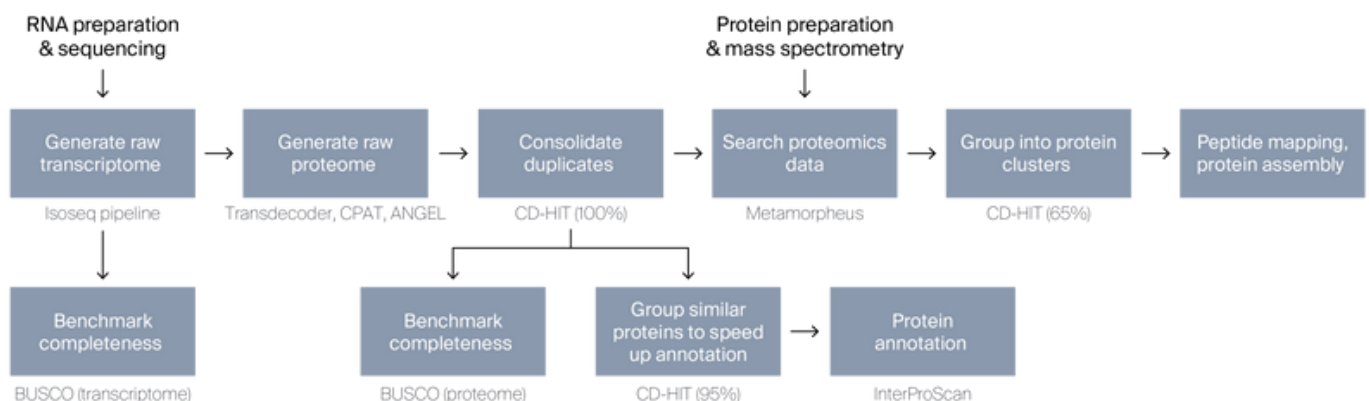 RNA preparation
& sequencing
Protein preparation
& mass spectrometry
Generate raw
transcriptome
Generate raw
proteome
Consolidate
duplicates
Search proteomics
data
Group into protein
clusters
Peptide mapping,
protein assembly
Isoseq pipeline
Transdecoder, CPAT, ANGEL
CD-HIT (100%)
Metamorpheus
CD-HIT (65%)
Benchmark
completeness
Benchmark
completeness
Group similar
proteins to speed
up annotation
Protein
annotation
BUSCO (transcriptome)
BUSCO (proteome)
CD-HIT (95%)
InterProScan